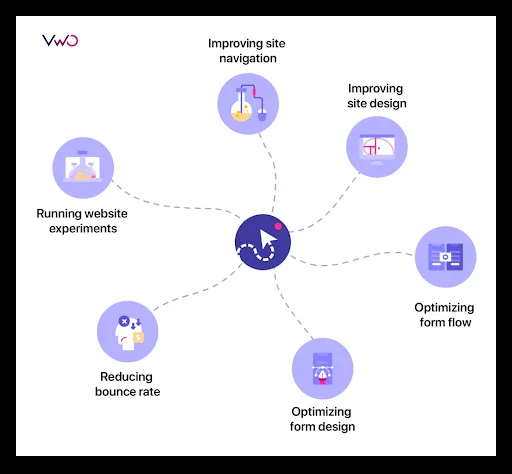 VWO
Improving site
navigation
Improving
site design
Running website
experiments
Optimizing
form flow
Reducing
bounce rate
Optimizing
form design